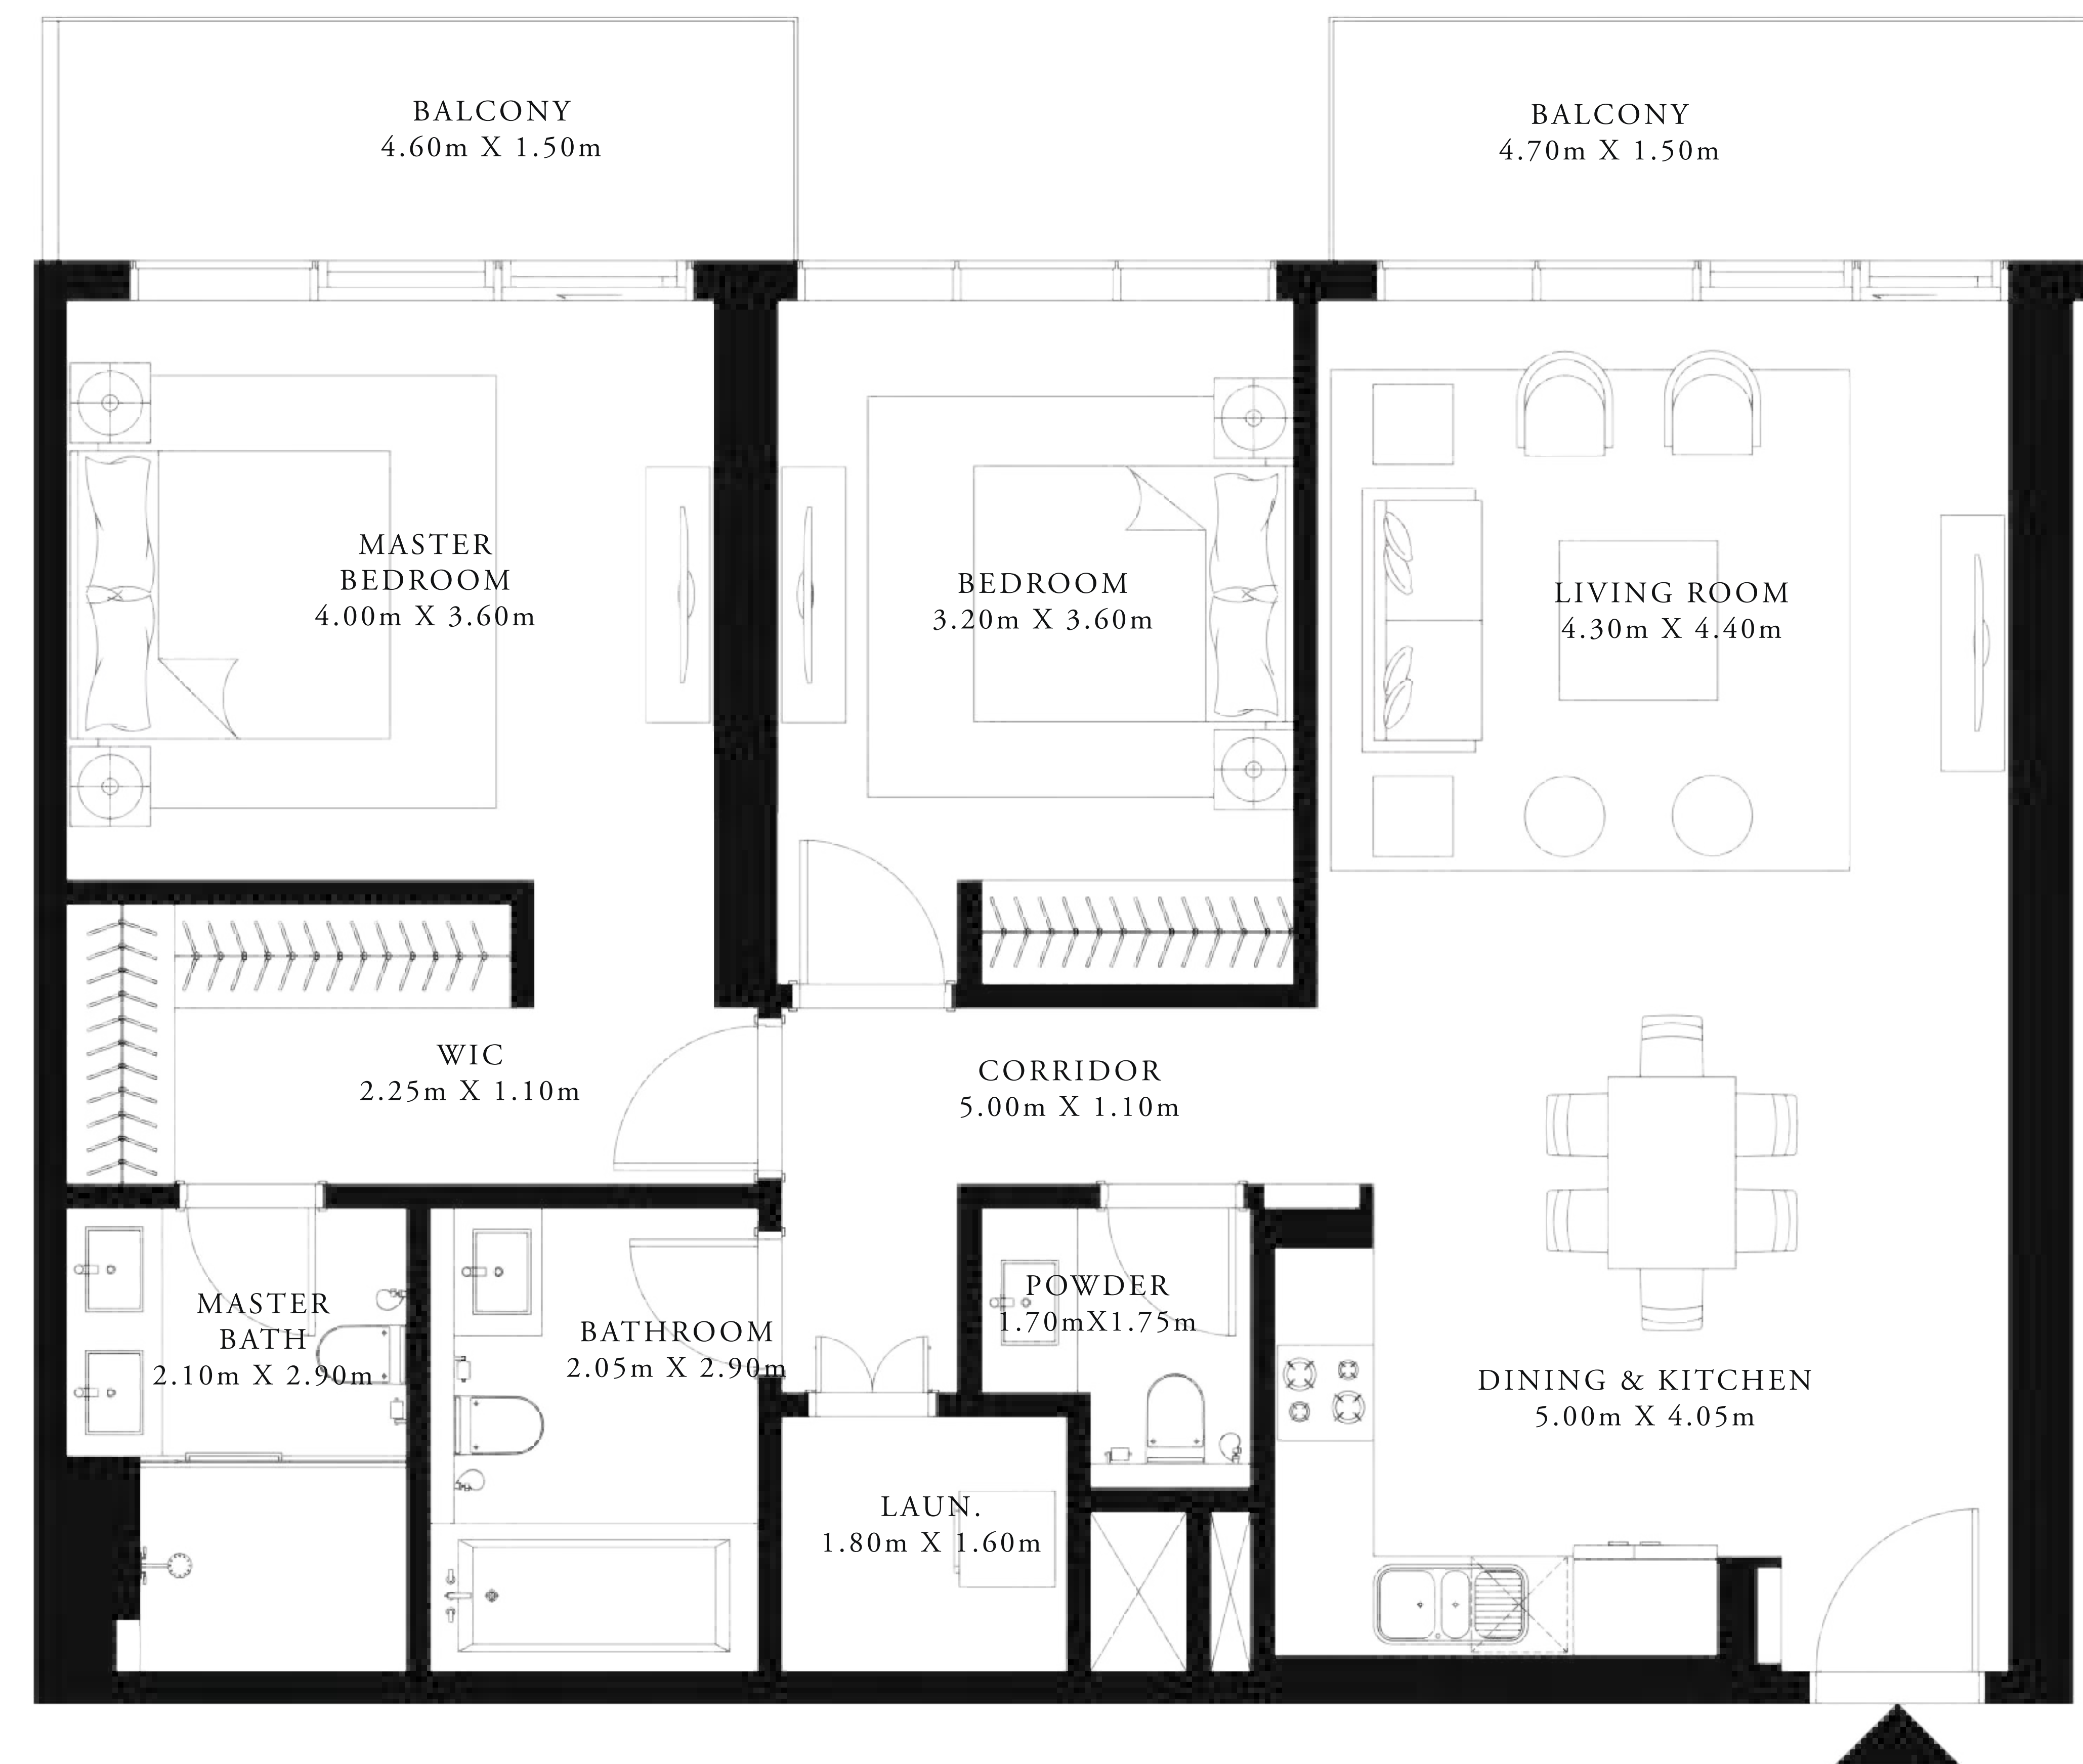 BALCONY
4.60m X 1.50m
BALCONY
4.70m X 1.50m
MASTER
BEDROOM
4.00m X 3.60m
BEDROOM
3.20m X 3.60m
LIVING ROOM
4.30m X 4.40m
WIC
2.25m X 1.10m
CORRIDOR
5.00m X 1.10m
MASTER
BATH
2.10m X 2.90m
BATHROOM
2.05m X 2.90m
POWDER
1.70mX1.75m
DINING & KITCHEN
5.00m X 4.05m
LAUN.
1.80m X 1.60m